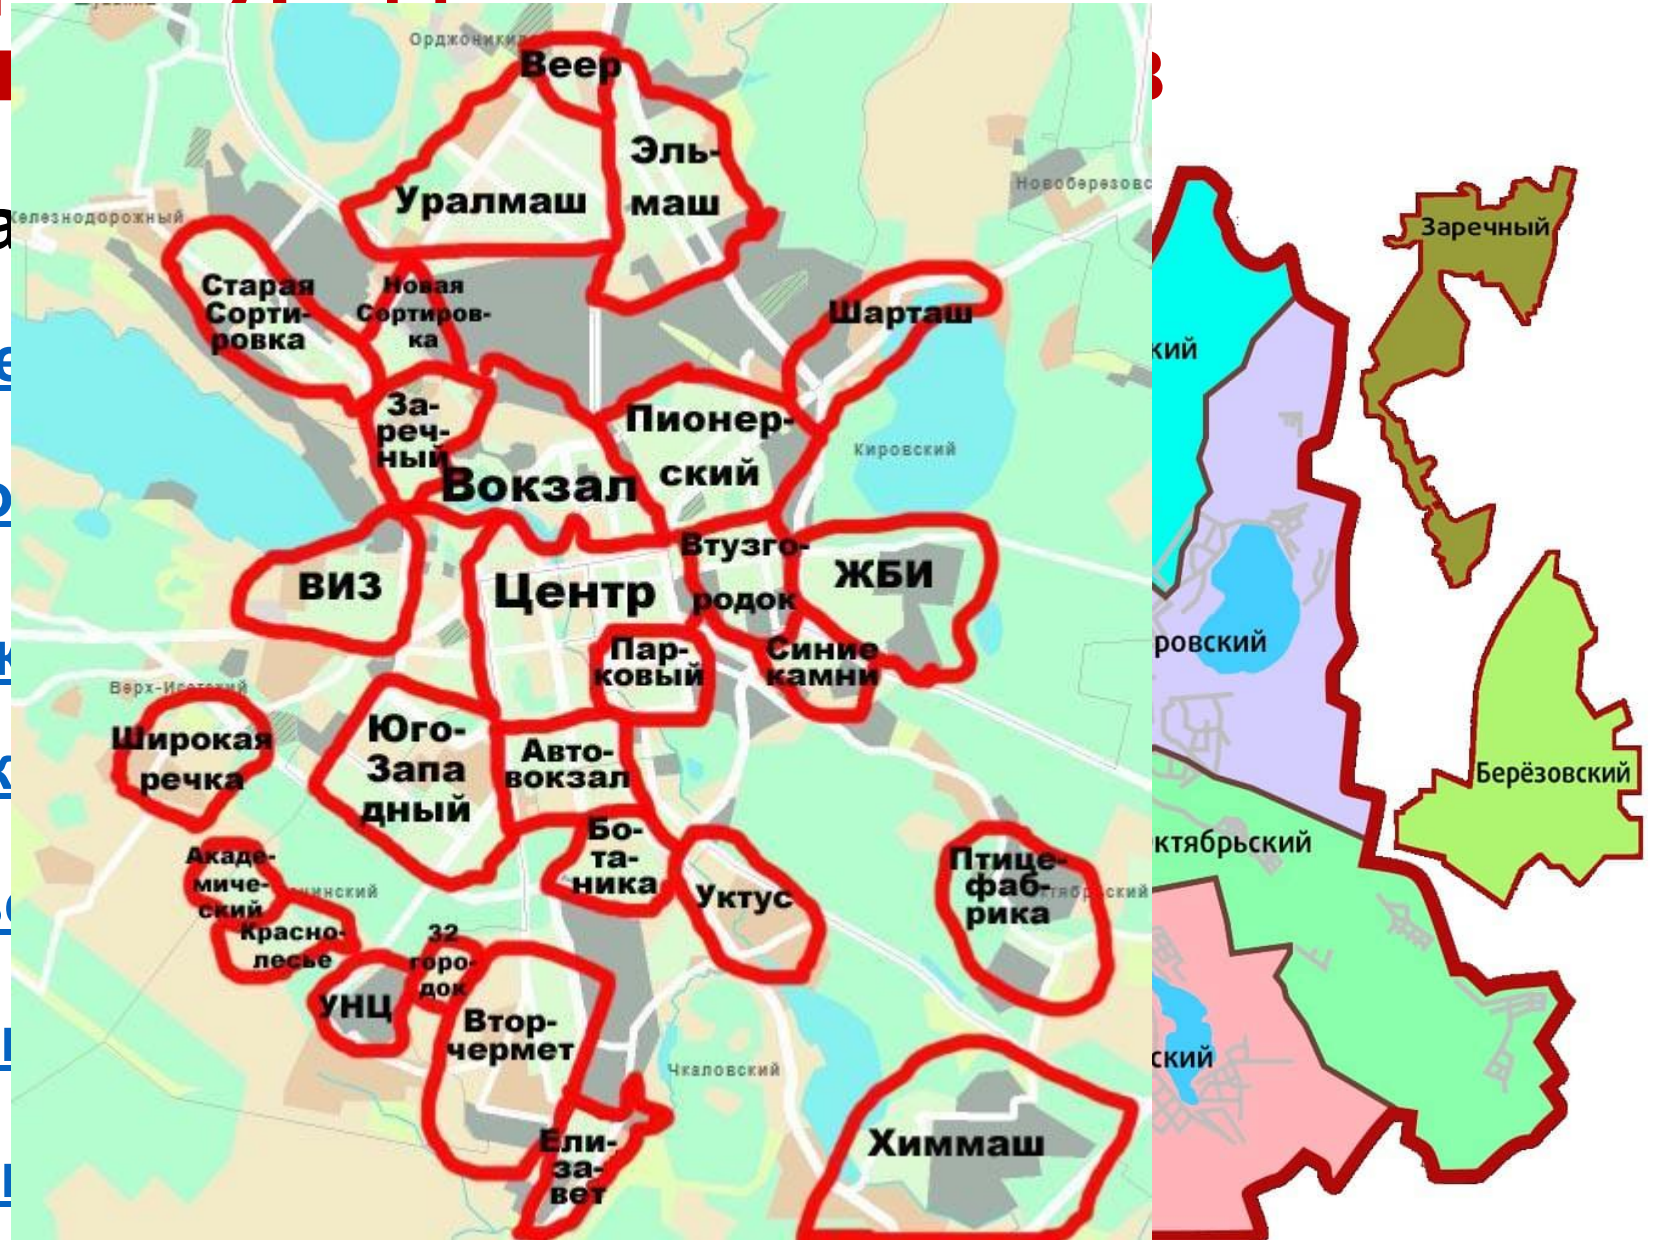 Веер
Эль-
маш
Уралмаш
Новоберезовс
елезнодорожный
Старая
Сорти-
ровка
Новая
Сортиров-
ка
Шарташ
За-
реч-
ный
Пионер-
ский
Кировский
Вокзал
ВИЗ
Центр
Втузго-
родок
ЖБИ
Пар-
ковый
Синие
камни
Верх-Исетский
Широкая
речка
Юго-
Запа
дный
Авто-
вокзал
Бо-
та-
ника
Уктус
Птице-
фаб-
рика
Акаде-
миче-
ский
Красно-
лесье
32
горо-
док
УНЦ
Втор-
чермет
Чкаловский
Ели-
за-
вет
Химмаш
Заречный
кий
ровский
Берёзовский
ктябрьский
ский